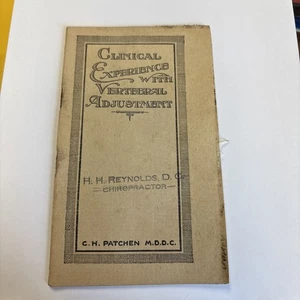 CLINICAL
EXPERIENCE
WITH
VERTEBRAL
ADJUSTMENT
H. H. REYNOLDS, D. C.
CHIROPRACTOR
C. H. PATCHEN M.D.D.C.